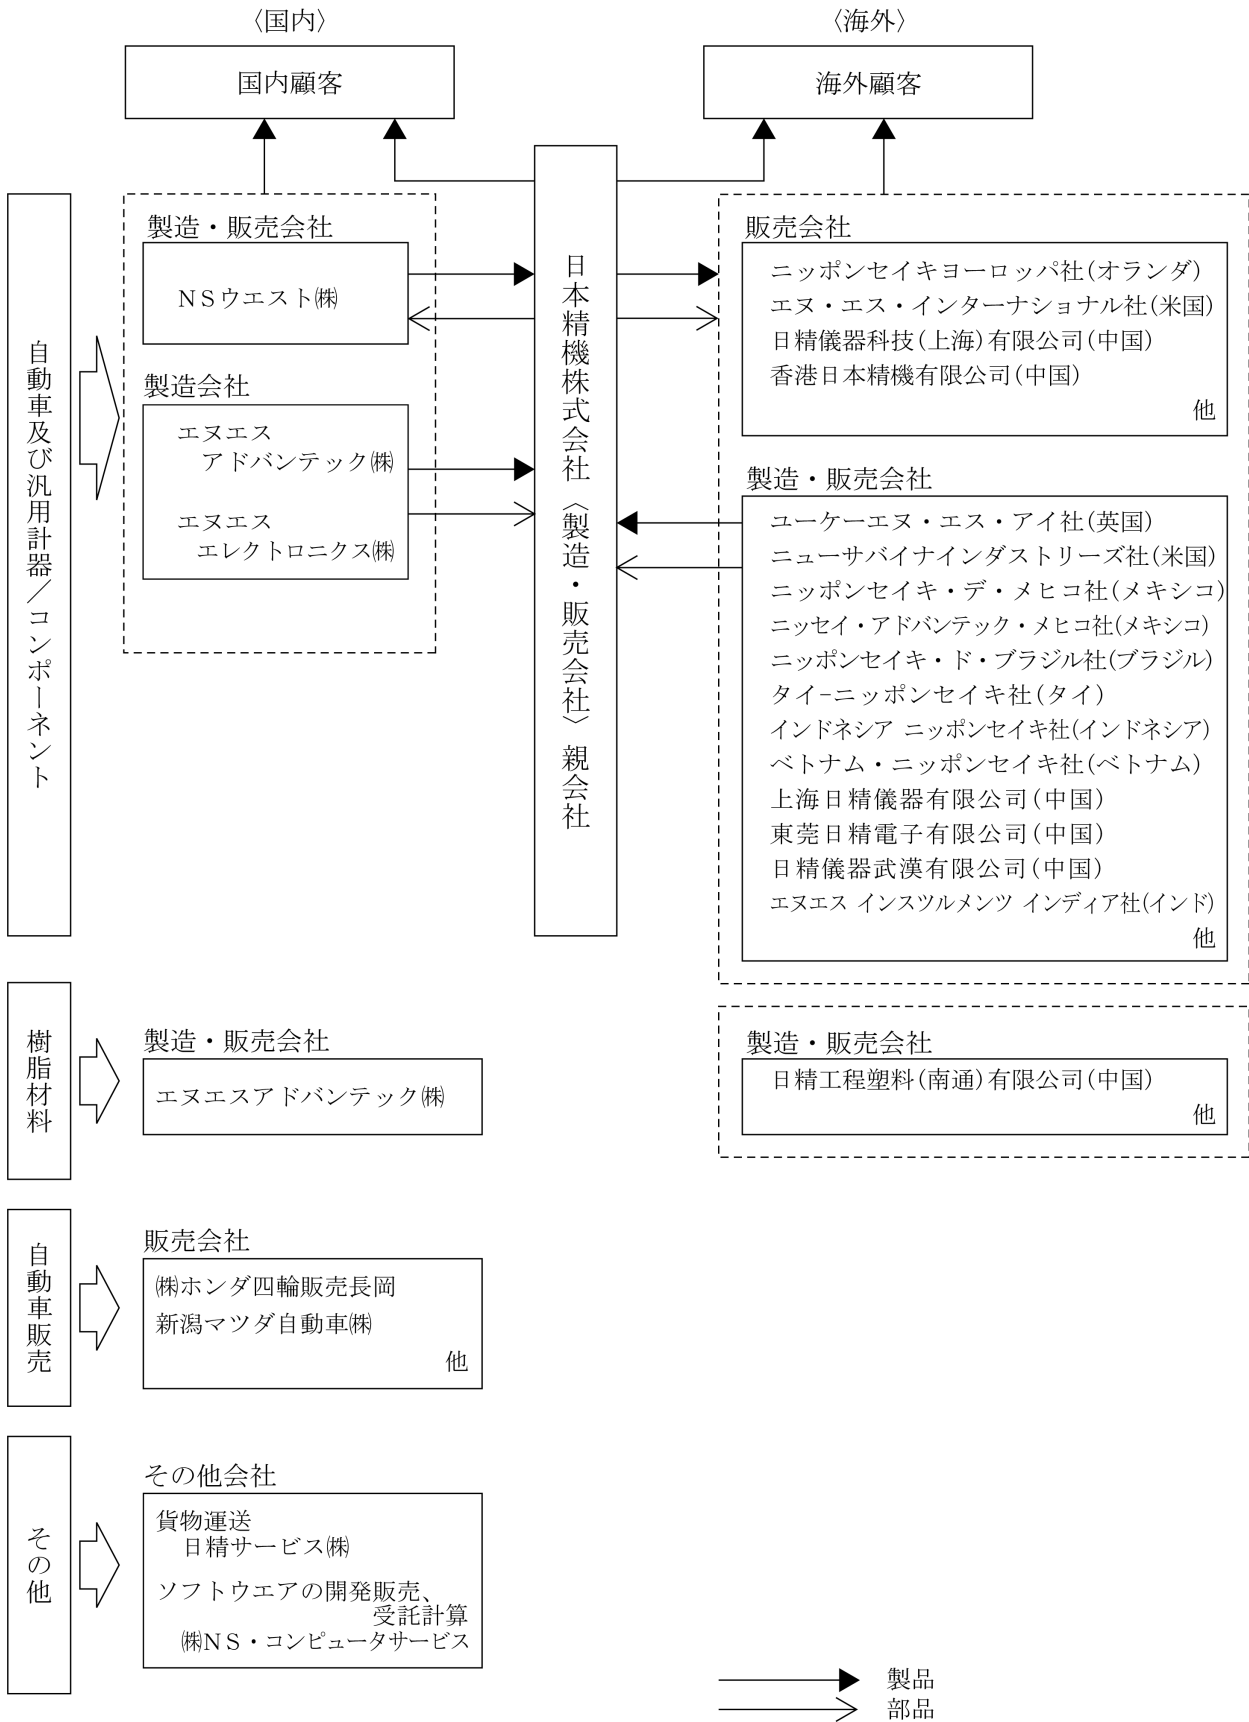 〈国内〉
〈海外〉
国内顧客
海外顧客
自動車及び汎用計器／コンポーネント
製造・販売会社
ＮＳウエスト㈱
製造会社
エヌエス
アドバンテック㈱
エヌエス
エレクトロニクス㈱
日本精機株式会社〈製造・販売会社〉親会社
販売会社
ニッポンセイキヨーロッパ社(オランダ)
エヌ・エス・インターナショナル社(米国)
日精儀器科技(上海)有限公司(中国)
香港日本精機有限公司(中国)
他
製造・販売会社
ユーケーエヌ・エス・アイ社(英国)
ニューサバイナインダストリーズ社(米国)
ニッポンセイキ・デ・メヒコ社(メキシコ)
ニッセイ・アドバンテック・メヒコ社(メキシコ)
ニッポンセイキ・ド・ブラジル社(ブラジル)
タイ−ニッポンセイキ社(タイ)
インドネシア ニッポンセイキ社(インドネシア)
ベトナム・ニッポンセイキ社(ベトナム)
上海日精儀器有限公司(中国)
東莞日精電子有限公司(中国)
日精儀器武漢有限公司(中国)
エヌエス インスツルメンツ インディア社(インド)
他
樹脂材料
製造・販売会社
エヌエスアドバンテック㈱
製造・販売会社
日精工程塑料(南通)有限公司(中国)
他
自動車販売
販売会社
㈱ホンダ四輪販売長岡
新潟マツダ自動車㈱
他
その他
その他会社
貨物運送
日精サービス㈱
ソフトウエアの開発販売、
受託計算
㈱ＮＳ・コンピュータサービス
製品
部品